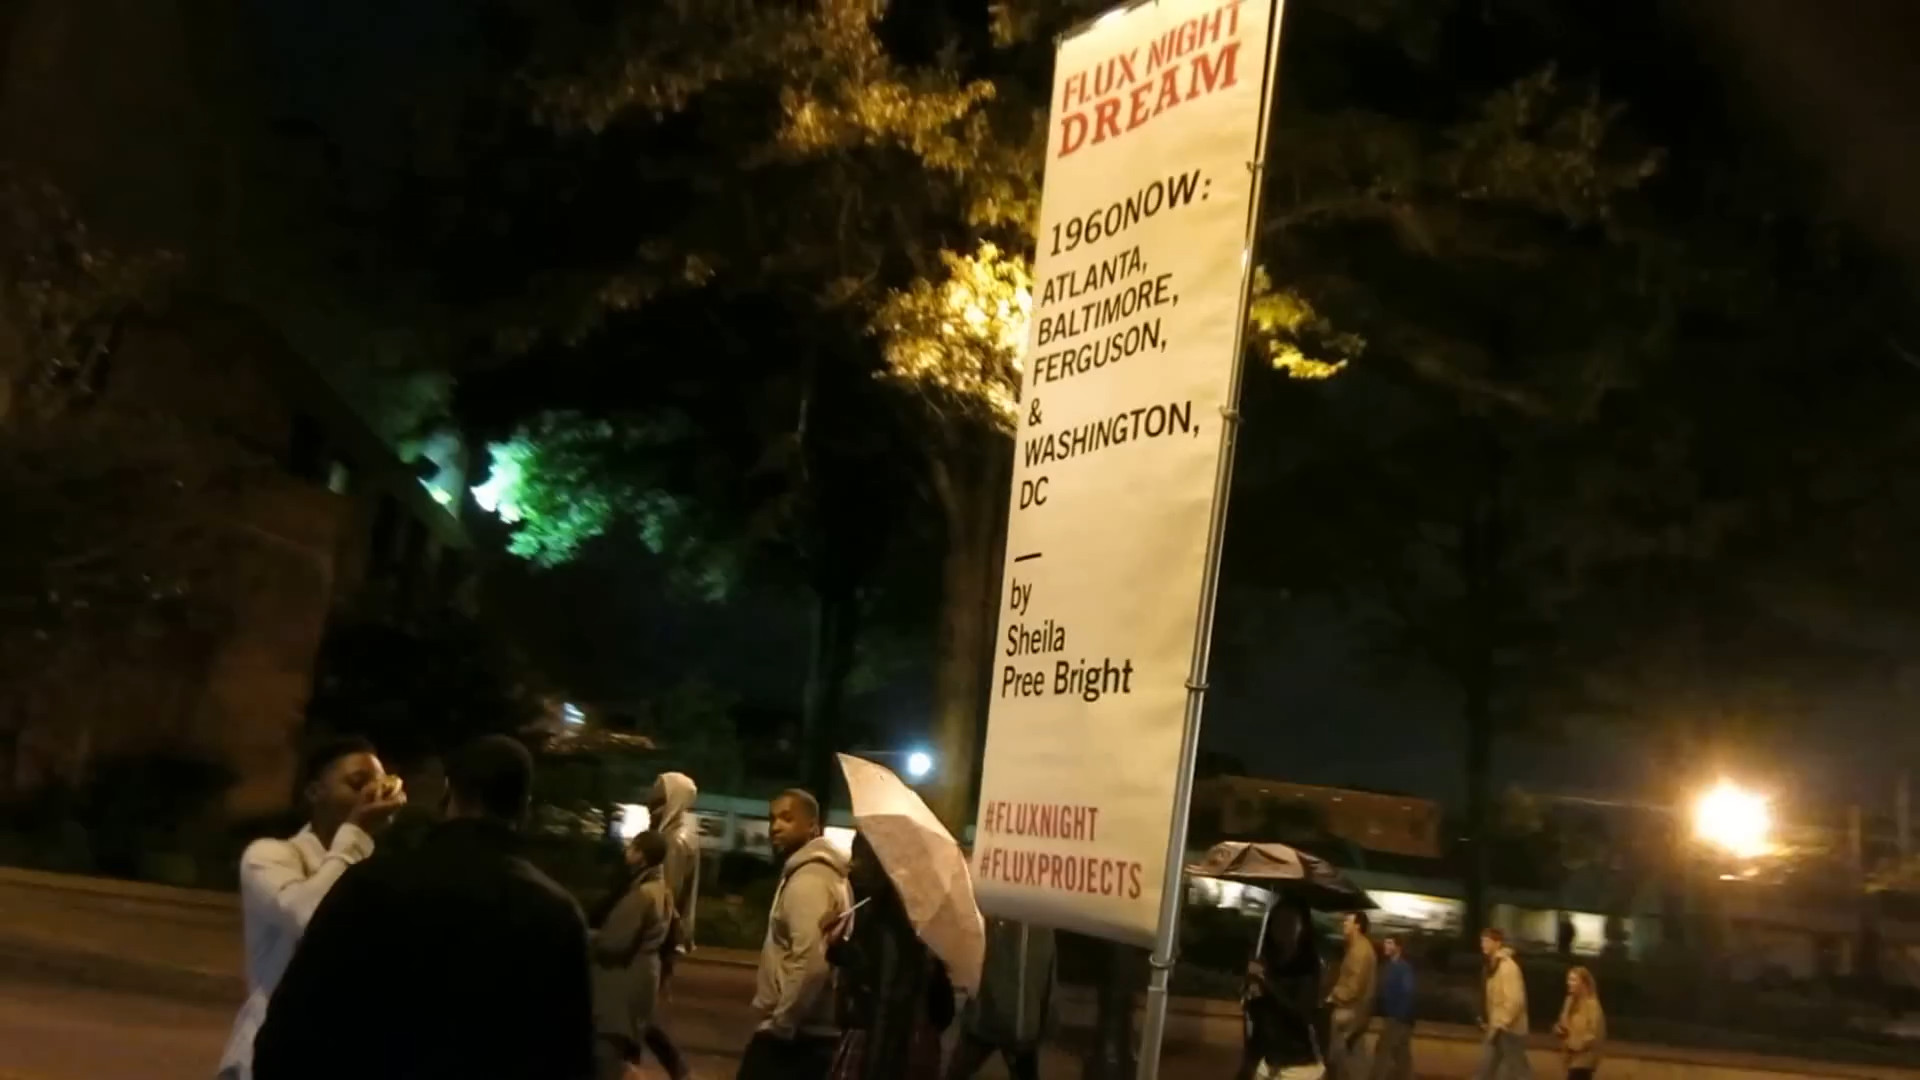 FLUX NIGHT
DREAM
1960NOW:
ATLANTA,
BALTIMORE,
FERGUSON,
&
WASHINGTON,
DC
—
by
Sheila
Pree Bright
#FLUXNIGHT
#FLUXPROJECTS